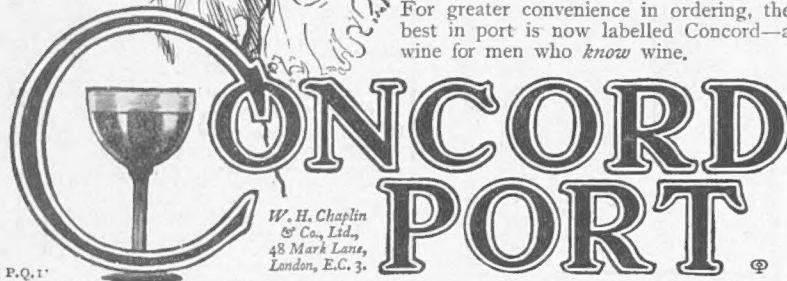 For greater convenience in ordering, the
best in port is now labelled Concord—a
wine for men who know wine.
CONCORD
PORT
W. H. Chaplin
& Co., Ltd.,
48 Mark Lane,
London, E.C. 3.
P.Q.1·